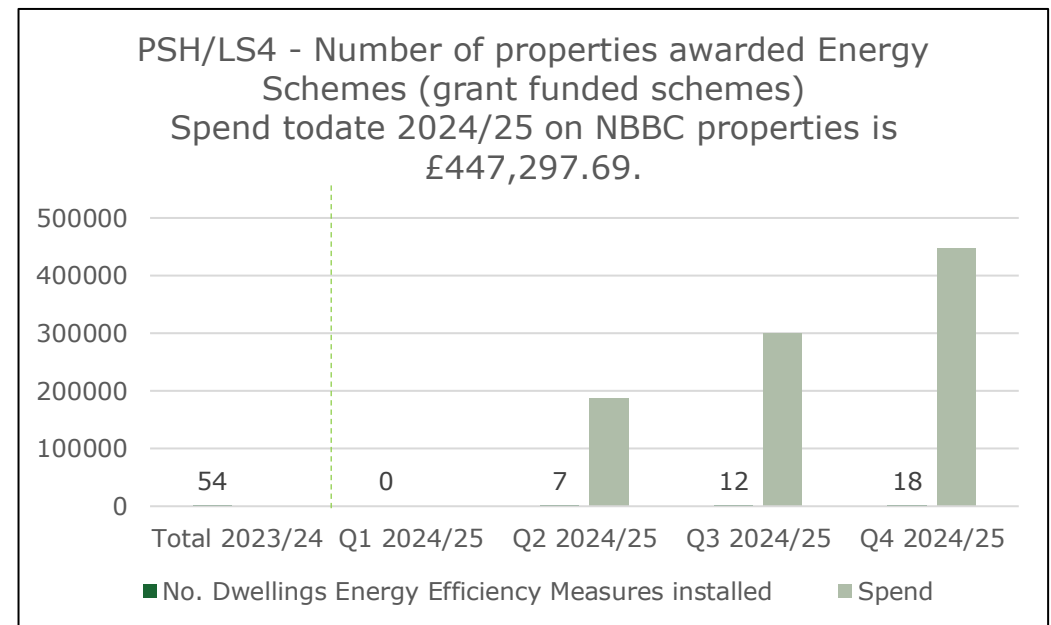 PSH/LS4 - Number of properties awarded Energy
Schemes (grant funded schemes)
Spend todate 2024/25 on NBBC properties is
£447,297.69.
500000
400000
300000
200000
100000
0
54
0
7
12
18
Total 2023/24
Q1 2024/25
Q2 2024/25
Q3 2024/25
Q4 2024/25
No. Dwellings Energy Efficiency Measures installed
Spend